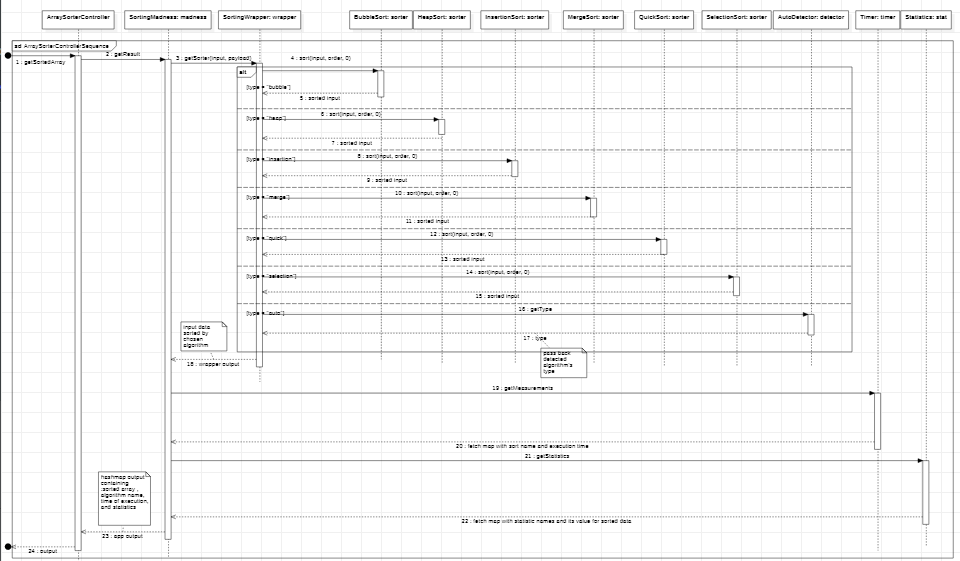 ArraySorterController
SortingMadness: madness
SortingWrapper: wrapper
BubbleSort: sorter
HeapSort: sorter
InsertionSort: sorter
MergeSort: sorter
QuickSort: sorter
SelectionSort: sorter
AutoDetector: detector
Timer: timer
Statistics: stat
sd ArraySorterControllerSequence
1 : getSortedArray
2 : getResult
3 : getSorter(input, payload)
4 : sort(input, order, 0)
alt
[type = "bubble"]
5 : sorted input
6 : sort(input, order, 0)
[type = "heap"]
7 : sorted input
8 : sort(input, order, 0)
[type = "insertion"]
9 : sorted input
10 : sort(input, order, 0)
[type = "merge"]
11 : sorted input
12 : sort(input, order, 0)
[type = "quick"]
13 : sorted input
14 : sort(input, order, 0)
[type = "selection"]
15 : sorted input
16 : getType
[type = "auto"]
input data
sorted by
chosen
algorithm
17 : type
pass back
detected
algorithm's
type
18 : wrapper output
19 : getMeasurements
20 : fetch map with sort name and execution time
21 : getStatistics
hashmap output
containing
sorted array,
algorithm name,
time of execution,
and statistics
22 : fetch map with statistic names and its value for sorted data
23 : app output
24 : output